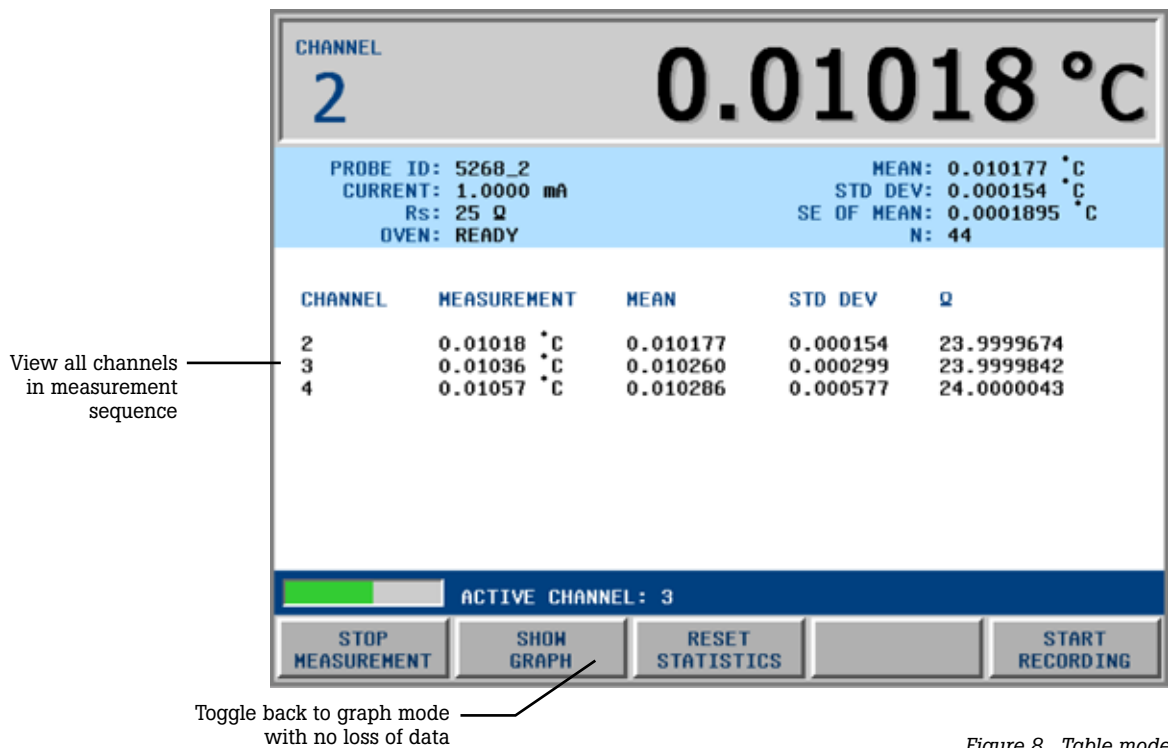 CHANNEL
2
0.01018 °C
PROBE ID: 5268_2
CURRENT: 1.0000 mA
Rs: 25 Ω
OVEN: READY
MEAN: 0.010177 °C
STD DEV: 0.000154 °C
SE OF MEAN: 0.0001895 °C
N: 44
CHANNEL MEASUREMENT MEAN STD DEV Ω
2 0.01018 °C 0.010177 0.000154 23.9999674
3 0.01036 °C 0.010260 0.000299 23.9999842
4 0.01057 °C 0.010286 0.000577 24.0000043
View all channels
in measurement
sequence
ACTIVE CHANNEL: 3
STOP
MEASUREMENT
SHOW
GRAPH
RESET
STATISTICS
START
RECORDING
Toggle back to graph mode
with no loss of data
Figure 8 Table mode